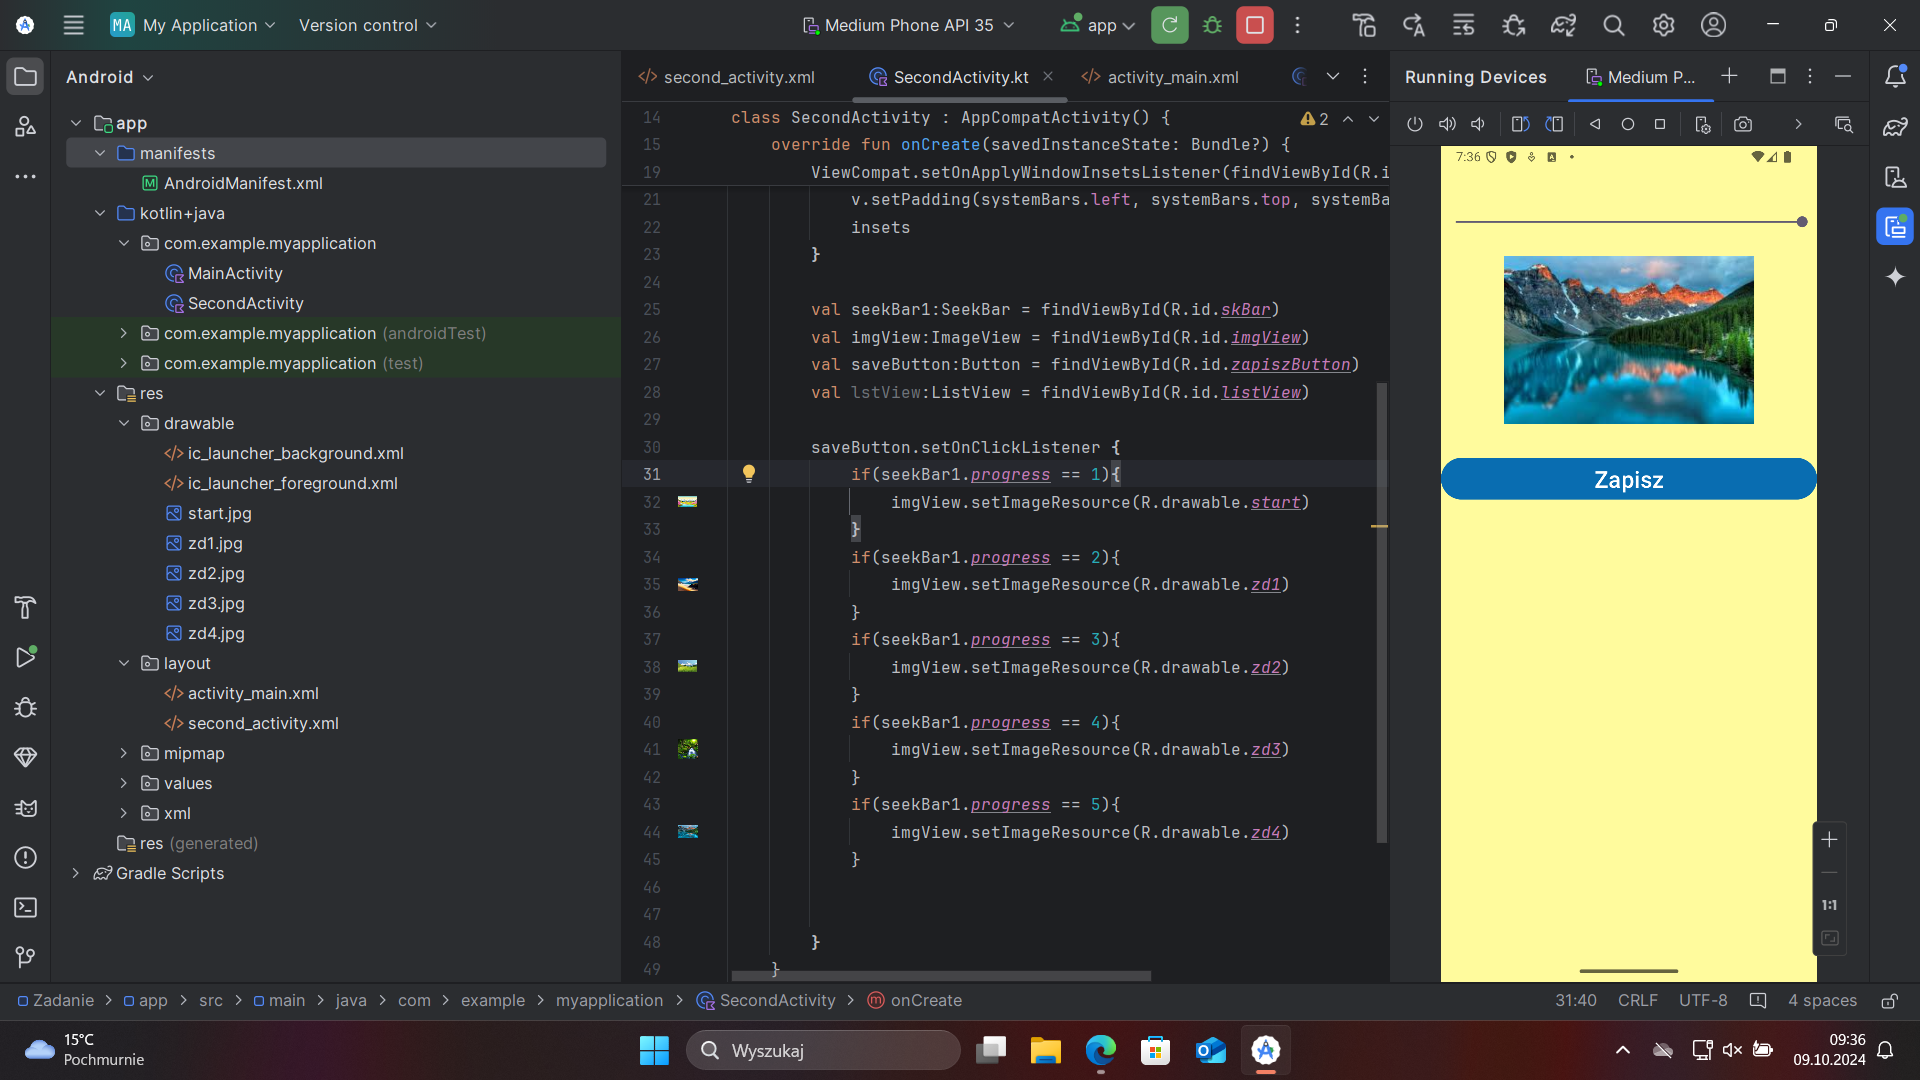 MA My Application Version control Medium Phone API 35 app
Android
app
manifests
AndroidManifest.xml
kotlin+java
com.example.myapplication
MainActivity
SecondActivity
com.example.myapplication (androidTest)
com.example.myapplication (test)
res
drawable
ic_launcher_background.xml
ic_launcher_foreground.xml
start.jpg
zd1.jpg
zd2.jpg
zd3.jpg
zd4.jpg
layout
activity_main.xml
second_activity.xml
mipmap
values
xml
res (generated)
Gradle Scripts
second_activity.xml SecondActivity.kt activity_main.xml
14 class SecondActivity : AppCompatActivity() { 2
15 override fun onCreate(savedInstanceState: Bundle?) {
19 ViewCompat.setOnApplyWindowInsetsListener(findViewById(R.i
21 v.setPadding(systemBars.left, systemBars.top, systemBa
22 insets
23 }
24
25 val seekBar1:SeekBar = findViewById(R.id.skBar)
26 val imgView:ImageView = findViewById(R.id.imgView)
27 val saveButton:Button = findViewById(R.id.zapiszButton)
28 val lstView:ListView = findViewById(R.id.listView)
29
30 saveButton.setOnClickListener {
31 if(seekBar1.progress == 1){
32 imgView.setImageResource(R.drawable.start)
33 }
34 if(seekBar1.progress == 2){
35 imgView.setImageResource(R.drawable.zd1)
36 }
37 if(seekBar1.progress == 3){
38 imgView.setImageResource(R.drawable.zd2)
39 }
40 if(seekBar1.progress == 4){
41 imgView.setImageResource(R.drawable.zd3)
42 }
43 if(seekBar1.progress == 5){
44 imgView.setImageResource(R.drawable.zd4)
45 }
46
47
48 }
49 }
Running Devices Medium P...
7:36
Zapisz
1:1
Zadanie app src main java com example myapplication SecondActivity onCreate 31:40 CRLF UTF-8 4 spaces
15°C
Pochmurnie
Wyszukaj
09:36
09.10.2024